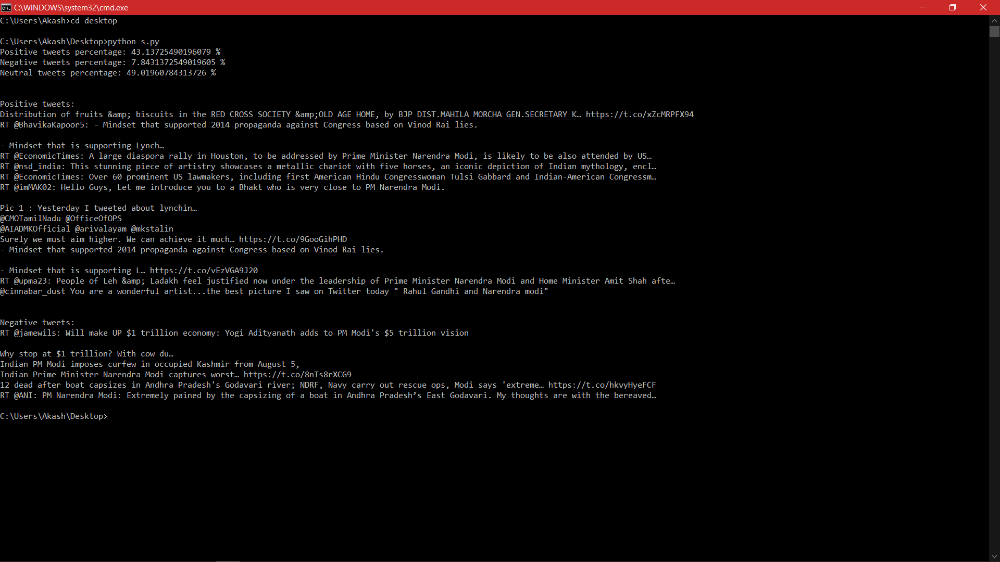 C:\WINDOWS\system32\cmd.exe
C:\Users\Akash>cd desktop
C:\Users\Akash\Desktop>python s.py
Positive tweets percentage: 43.13725490196079 %
Negative tweets percentage: 7.8431372549019605 %
Neutral tweets percentage: 49.01960784313726 %
Positive tweets:
Distribution of fruits &amp; biscuits in the RED CROSS SOCIETY &amp;OLD AGE HOME, by BJP DIST.MAHILA MORCHA GEN.SECRETARY K… https://t.co/xZcMRPFX94
RT @BhavikaKapoor5: - Mindset that supported 2014 propaganda against Congress based on Vinod Rai lies.
- Mindset that is supporting Lynch…
RT @EconomicTimes: A large diaspora rally in Houston, to be addressed by Prime Minister Narendra Modi, is likely to be also attended by US…
RT @nsd_india: This stunning piece of artistry showcases a metallic chariot with five horses, an iconic depiction of Indian mythology, encl…
RT @EconomicTimes: Over 60 prominent US lawmakers, including first American Hindu Congresswoman Tulsi Gabbard and Indian-American Congressm…
RT @imMAK02: Hello Guys, Let me introduce you to a Bhakt who is very close to PM Narendra Modi.
Pic 1 : Yesterday I tweeted about lynchin…
@CMOTamilNadu @OfficeOfOPS
@AIADMKOfficial @arivalayam @mkstalin
Surely we must aim higher. We can achieve it much… https://t.co/9GooGihPHD
- Mindset that supported 2014 propaganda against Congress based on Vinod Rai lies.
- Mindset that is supporting L… https://t.co/vEzVGA9J20
RT @upma23: People of Leh &amp; Ladakh feel justified now under the leadership of Prime Minister Narendra Modi and Home Minister Amit Shah afte…
@cinnabar_dust You are a wonderful artist...the best picture I saw on Twitter today " Rahul Gandhi and Narendra modi"
Negative tweets:
RT @jamewils: Will make UP $1 trillion economy: Yogi Adityanath adds to PM Modi's $5 trillion vision
Why stop at $1 trillion? With cow du…
Indian PM Modi imposes curfew in occupied Kashmir from August 5,
Indian Prime Minister Narendra Modi captures worst… https://t.co/8nTs8rXCG9
12 dead after boat capsizes in Andhra Pradesh's Godavari river; NDRF, Navy carry out rescue ops, Modi says 'extreme… https://t.co/hkvyHyeFCF
RT @ANI: PM Narendra Modi: Extremely pained by the capsizing of a boat in Andhra Pradesh’s East Godavari. My thoughts are with the bereaved…
C:\Users\Akash\Desktop>